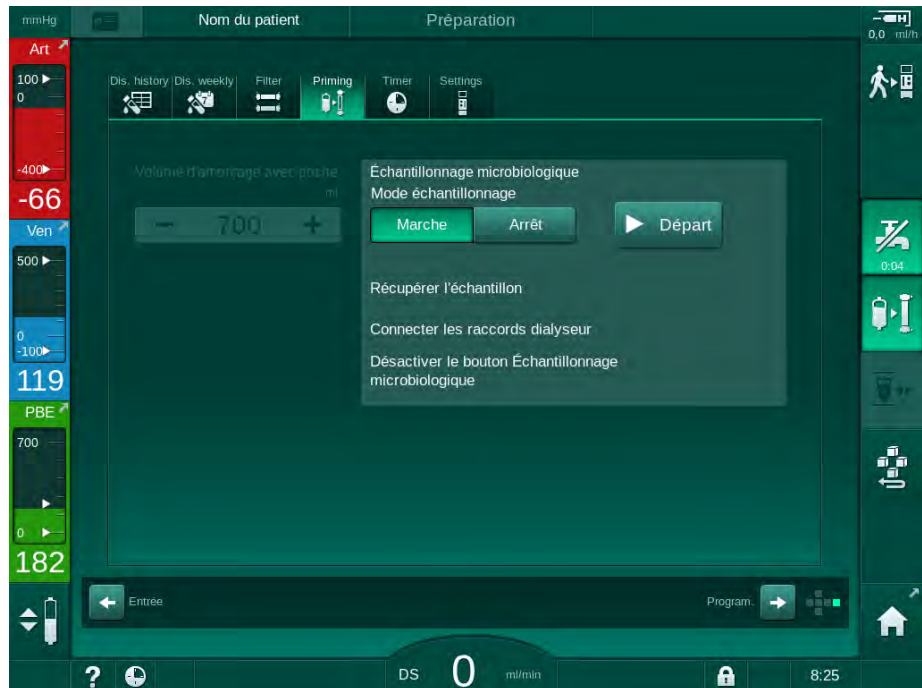 mmHg
Nom du patient
Préparation
0,0 ml/h
Art
100
0
-400
-66
Ven
500
0
-100
119
PBE
700
0
182
Dis. history
Dis. weekly
Filter
Priming
Timer
Settings
Volume d'amorçage avec poche
ml
700
Échantillonnage microbiologique
Mode échantillonnage
Marche
Arrêt
Départ
Récupérer l'échantillon
Connecter les raccords dialyseur
Désactiver le bouton Échantillonnage
microbiologique
0:04
Entrée
Program.
?
DS 0 ml/min
8:25